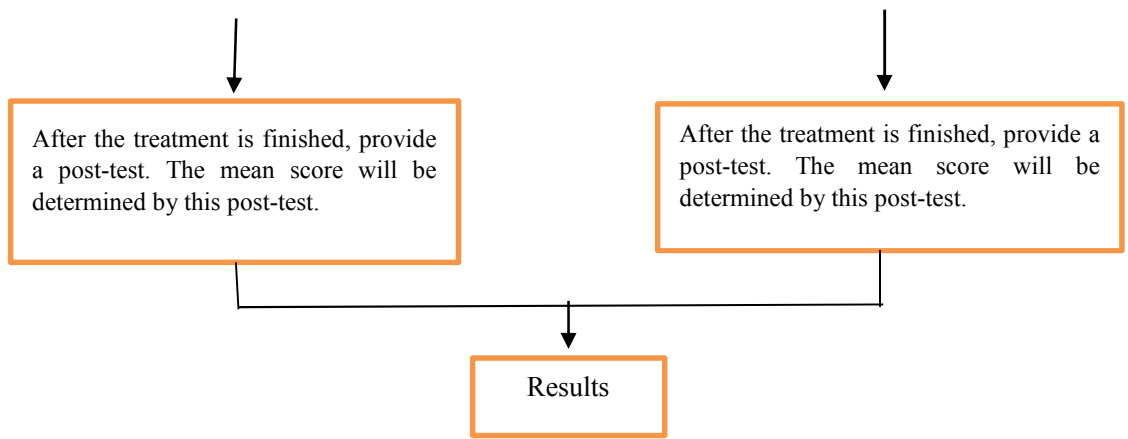 After the treatment is finished, provide
a post-test. The mean score will be
determined by this post-test.
After the treatment is finished, provide a
post-test. The mean score will be
determined by this post-test.
Results